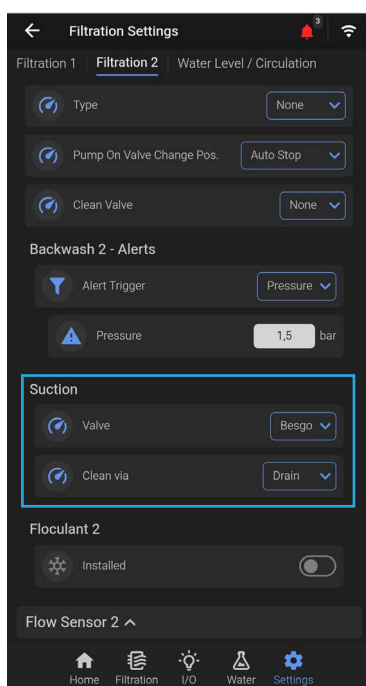 Filtration Settings
3
Filtration 1 Filtration 2 Water Level / Circulation
Type None
Pump On Valve Change Pos. Auto Stop
Clean Valve None
Backwash 2 - Alerts
Alert Trigger Pressure
Pressure 1,5 bar
Suction
Valve Besgo
Clean via Drain
Floculant 2
Installed
Flow Sensor 2
Home Filtration I/O Water Settings